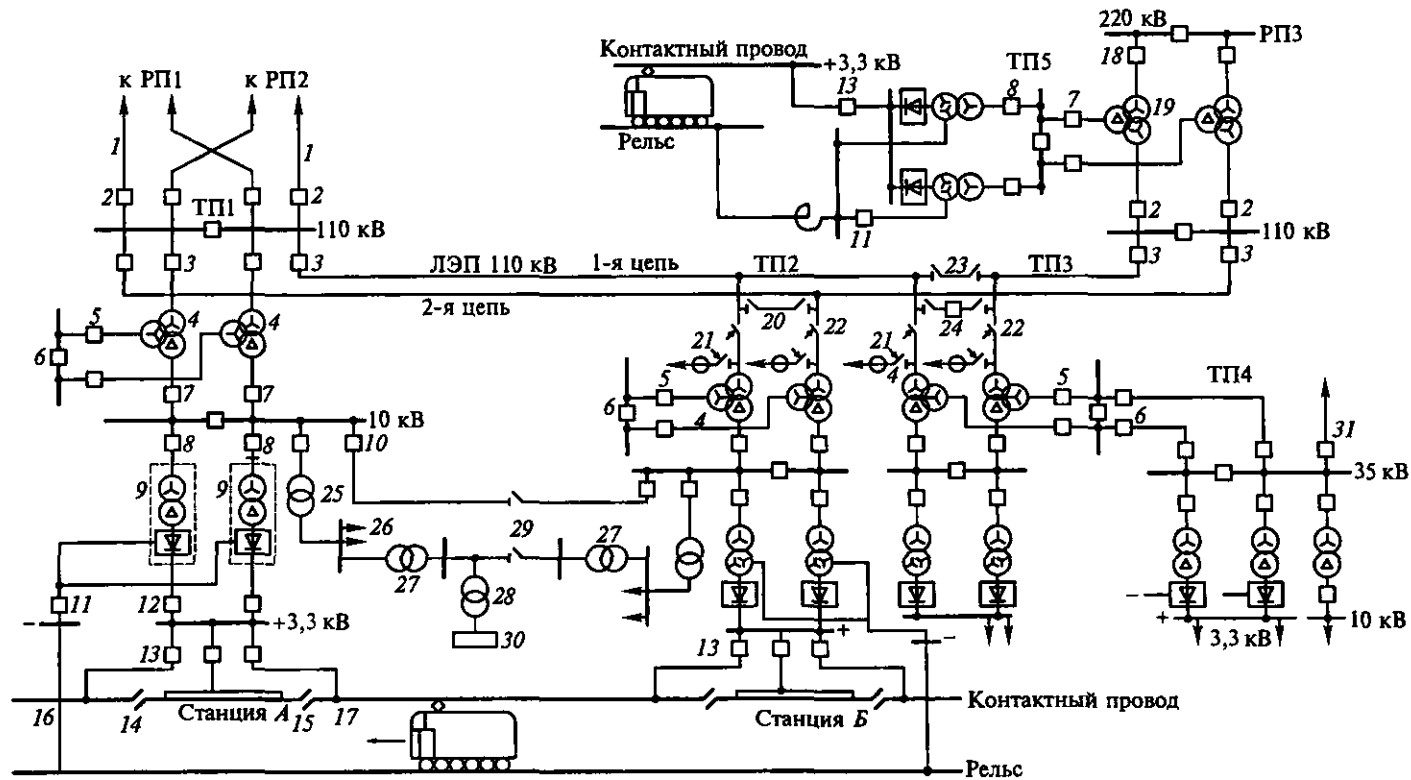 220 кВ
РП3
Контактный провод
+3,3 кВ
ТП5
18
к РП1
к РП2
13
8
7
19
Рельс
1
1
2
2
2
2
ТП1
110 кВ
11
110 кВ
3
3
ЛЭП 110 кВ
1-я цепь
ТП2
23
ТП3
3
2-я цепь
20
22
24
22
5
4
4
21
21
6
4
5
ТП4
5
6
7
7
6
31
4
10 кВ
8
8
10
35 кВ
9
9
25
26
29
27
27
28
11
12
– +
10 кВ
–
+3,3 кВ
30
+
–
3,3 кВ
13
13
16
14
Станция А
15
17
Станция Б
Контактный провод
Рельс